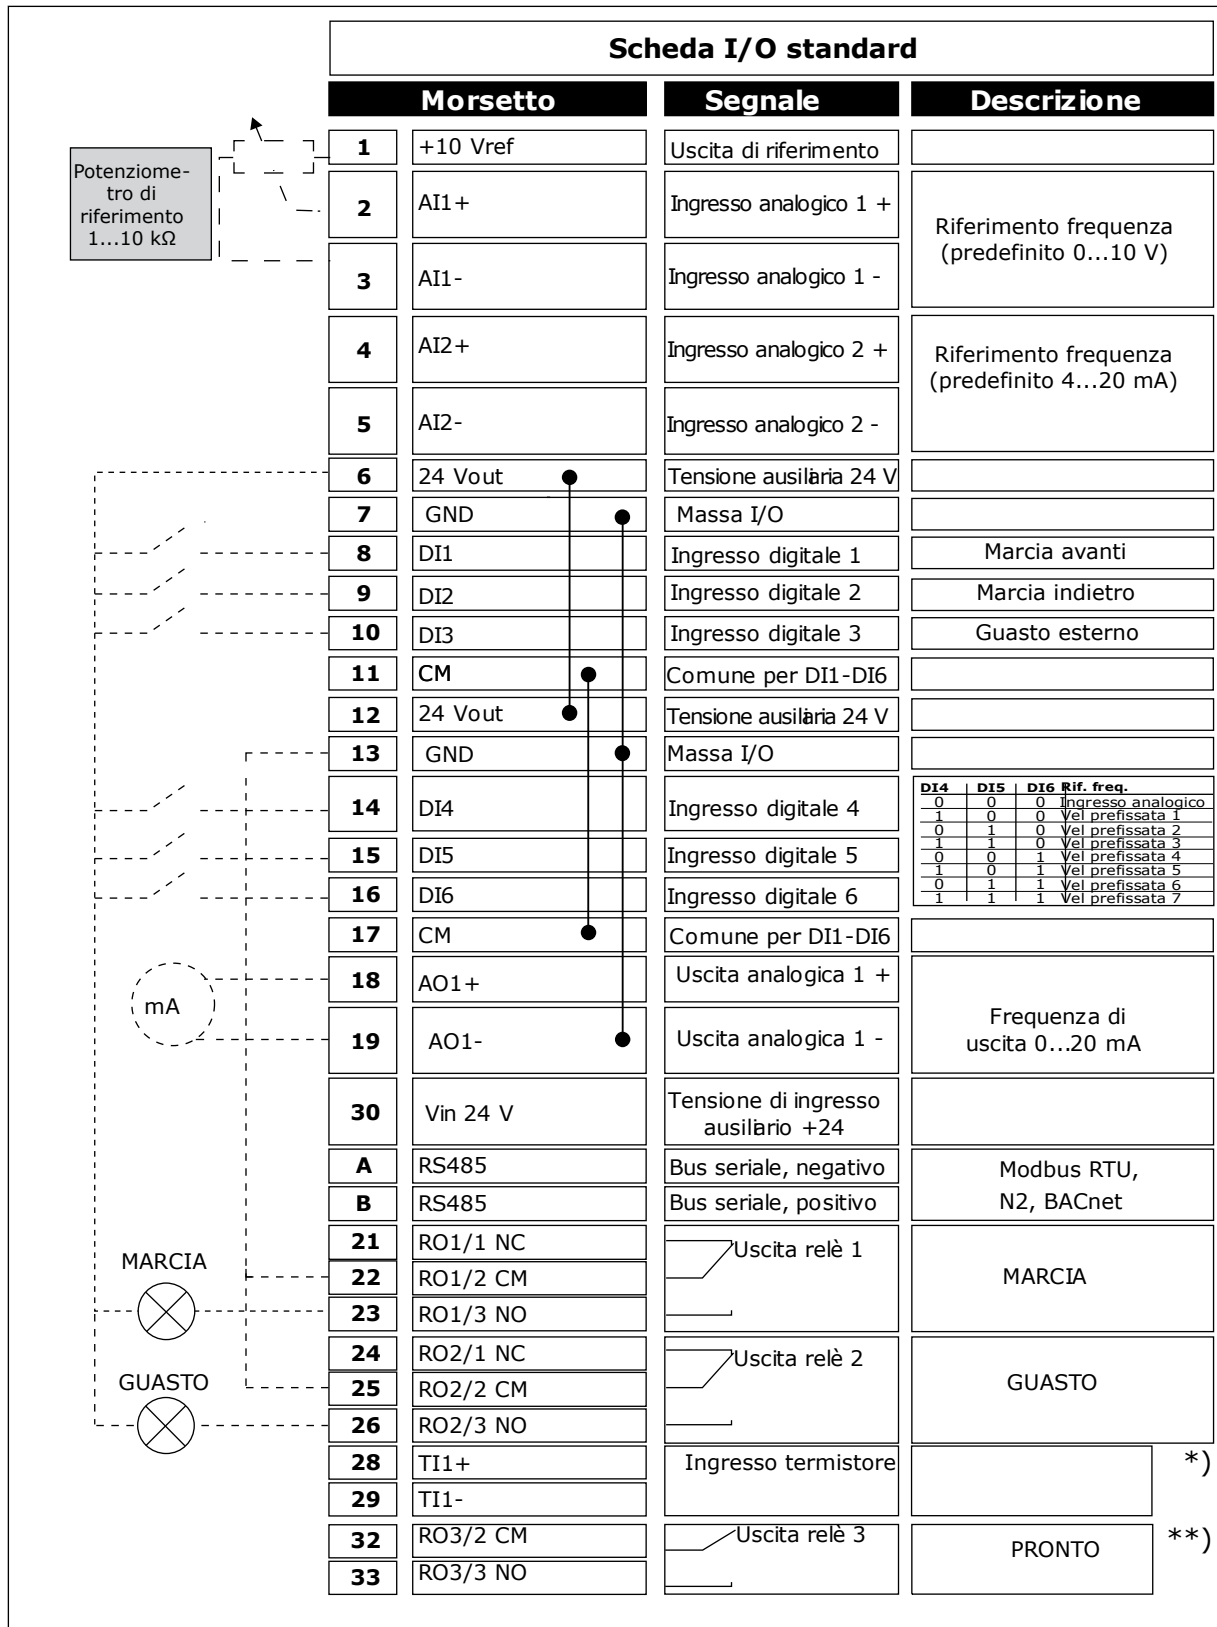 Scheda I/O standard
Morsetto Segnale Descrizione
Potenziome-
tro di
riferimento
1...10 kΩ
1 +10 Vref Uscita di riferimento
2 AI1+ Ingresso analogico 1 +
Riferimento frequenza
(predefinito 0...10 V)
3 AI1- Ingresso analogico 1 -
4 AI2+ Ingresso analogico 2 +
Riferimento frequenza
(predefinito 4...20 mA)
5 AI2- Ingresso analogico 2 -
6 24 Vout Tensione ausiliaria 24 V
7 GND Massa I/O
8 DI1 Ingresso digitale 1 Marcia avanti
9 DI2 Ingresso digitale 2 Marcia indietro
10 DI3 Ingresso digitale 3 Guasto esterno
11 CM Comune per DI1-DI6
12 24 Vout Tensione ausiliaria 24 V
13 GND Massa I/O
14 DI4 Ingresso digitale 4
DI4 DI5 DI6 Rif. freq.
0 0 0 Ingresso analogico
1 0 0 Vel prefissata 1
0 1 0 Vel prefissata 2
1 1 0 Vel prefissata 3
0 0 1 Vel prefissata 4
1 0 1 Vel prefissata 5
0 1 1 Vel prefissata 6
1 1 1 Vel prefissata 7
15 DI5 Ingresso digitale 5
16 DI6 Ingresso digitale 6
17 CM Comune per DI1-DI6
18 AO1+ Uscita analogica 1 +
mA
Frequenza di
uscita 0...20 mA
19 AO1- Uscita analogica 1 -
30 Vin 24 V Tensione di ingresso
ausiliario +24
A RS485 Bus seriale, negativo
Modbus RTU,
N2, BACnet
B RS485 Bus seriale, positivo
21 RO1/1 NC Uscita relè 1
MARCIA
22 RO1/2 CM MARCIA
23 RO1/3 NO
24 RO2/1 NC Uscita relè 2
GUASTO
25 RO2/2 CM GUASTO
26 RO2/3 NO
28 TI1+ Ingresso termistore *)
29 TI1-
32 RO3/2 CM Uscita relè 3 PRONTO **)
33 RO3/3 NO